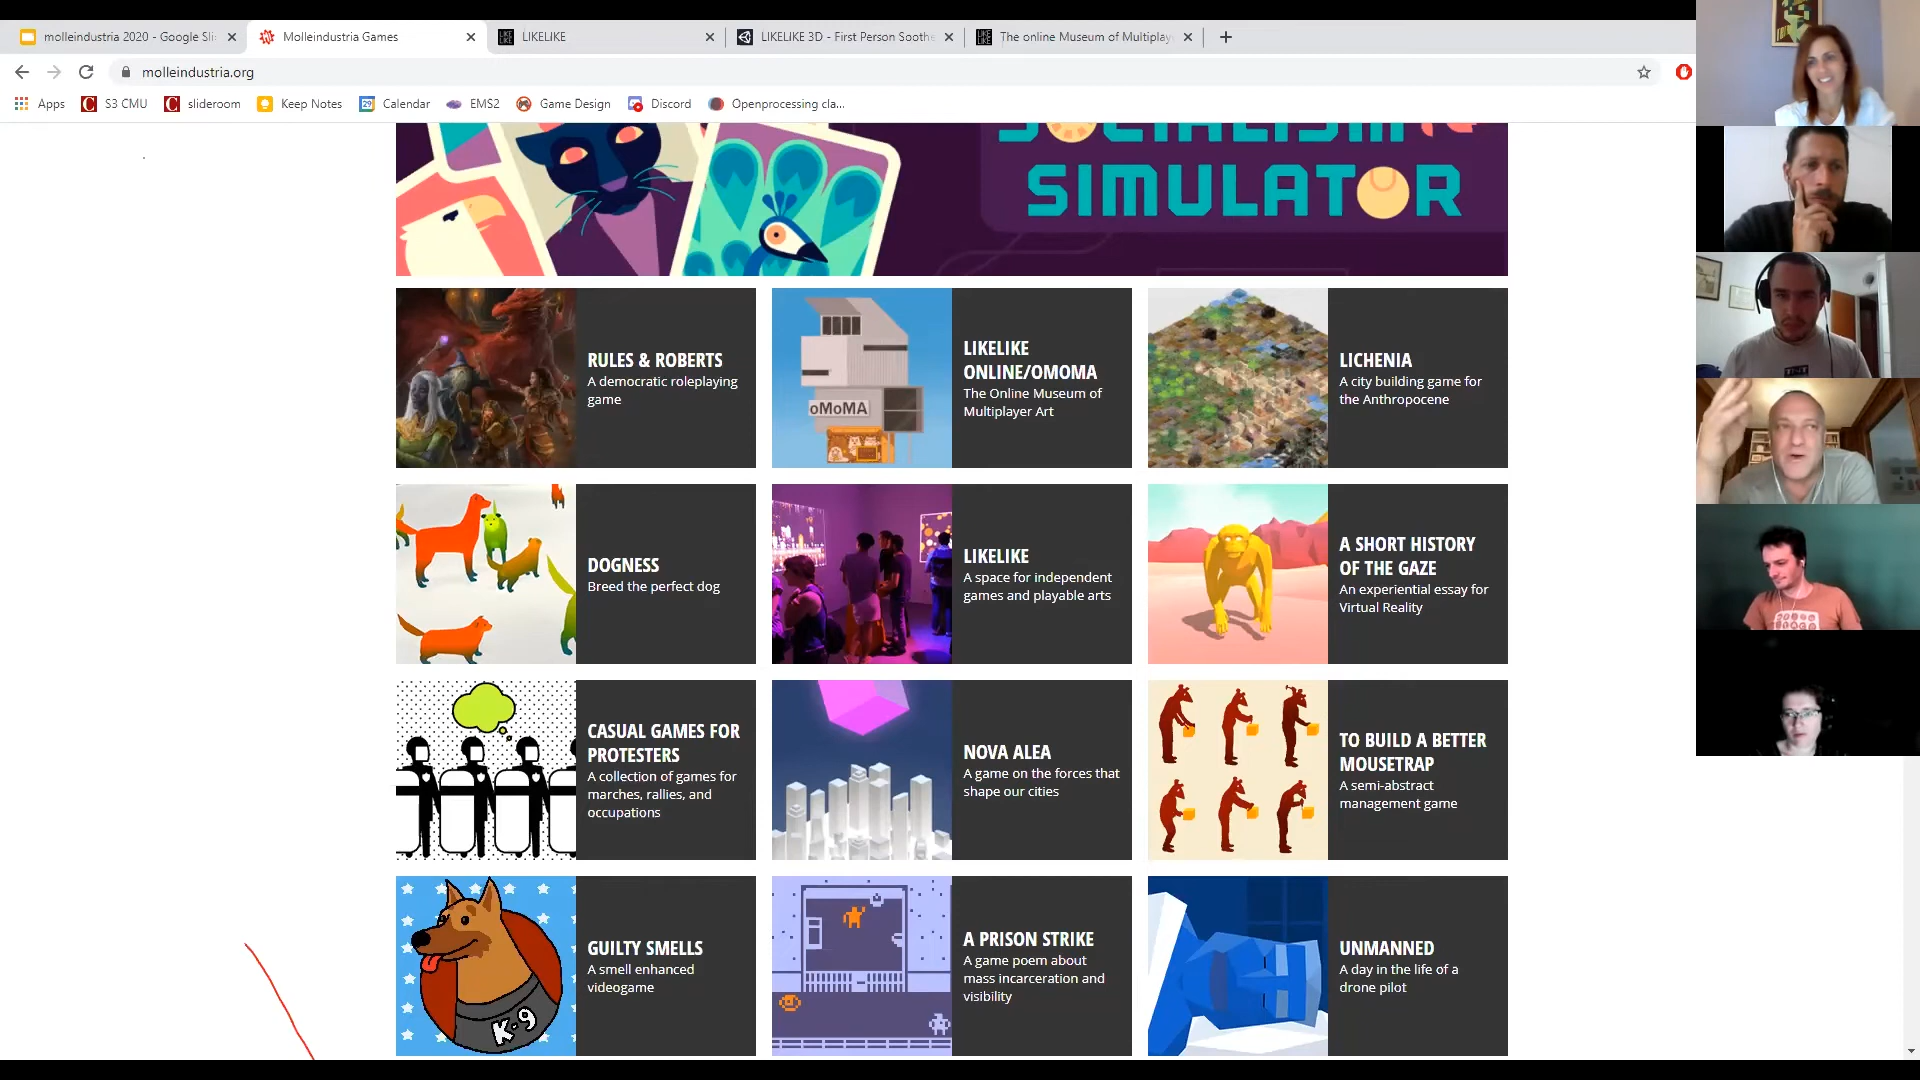 molleindustria 2020 - Google Sli
Molleindustria Games
LIKELIKE
LIKELIKE 3D - First Person Soothe
The online Museum of Multiplay
molleindustria.org
Apps
S3 CMU
slideroom
Keep Notes
Calendar
EMS2
Game Design
Discord
Openprocessing cla...
SOCIALISM
SIMULATOR
RULES & ROBERTS
A democratic roleplaying
game
oMoMA
LIKELIKE
ONLINE/OMOMA
The Online Museum of
Multiplayer Art
LICHENIA
A city building game for
the Anthropocene
DOGNESS
Breed the perfect dog
LIKELIKE
A space for independent
games and playable arts
A SHORT HISTORY
OF THE GAZE
An experiential essay for
Virtual Reality
CASUAL GAMES FOR
PROTESTERS
A collection of games for
marches, rallies, and
occupations
NOVA ALEA
A game on the forces that
shape our cities
TO BUILD A BETTER
MOUSETRAP
A semi-abstract
management game
K-9
GUILTY SMELLS
A smell enhanced
videogame
A PRISON STRIKE
A game poem about
mass incarceration and
visibility
UNMANNED
A day in the life of a
drone pilot